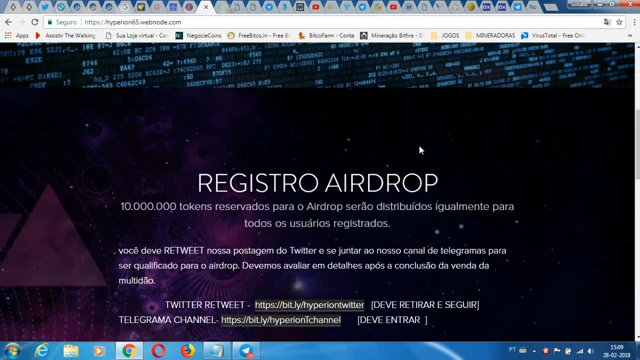 Seguro | https://hyperion65.webnode.com
Assistir The Walking
Sua Loja virtual - Ca
NegocieCoins
FreeBitco.in - Free Bi
BitcoFarm - Conta
Mineração Bitfire - Bi
JOGOS
MINERADORAS
VirusTotal - Free Onli
REGISTRO AIRDROP
10.000.000 tokens reservados para o Airdrop serão distribuídos igualmente para
todos os usuários registrados.
você deve RETWEET nossa postagem do Twitter e se juntar ao nosso canal de telegramas para
ser qualificado para o airdrop. Devemos avaliar em detalhes após a conclusão da venda da
multidão.
TWITTER RETWEET - https://bit.ly/hyperiontwitter [DEVE RETIRAR E SEGUIR]
TELEGRAMA CHANNEL- https://bit.ly/hyperionTchannel [DEVE ENTRAR ]
PT
15:09
28-02-2018